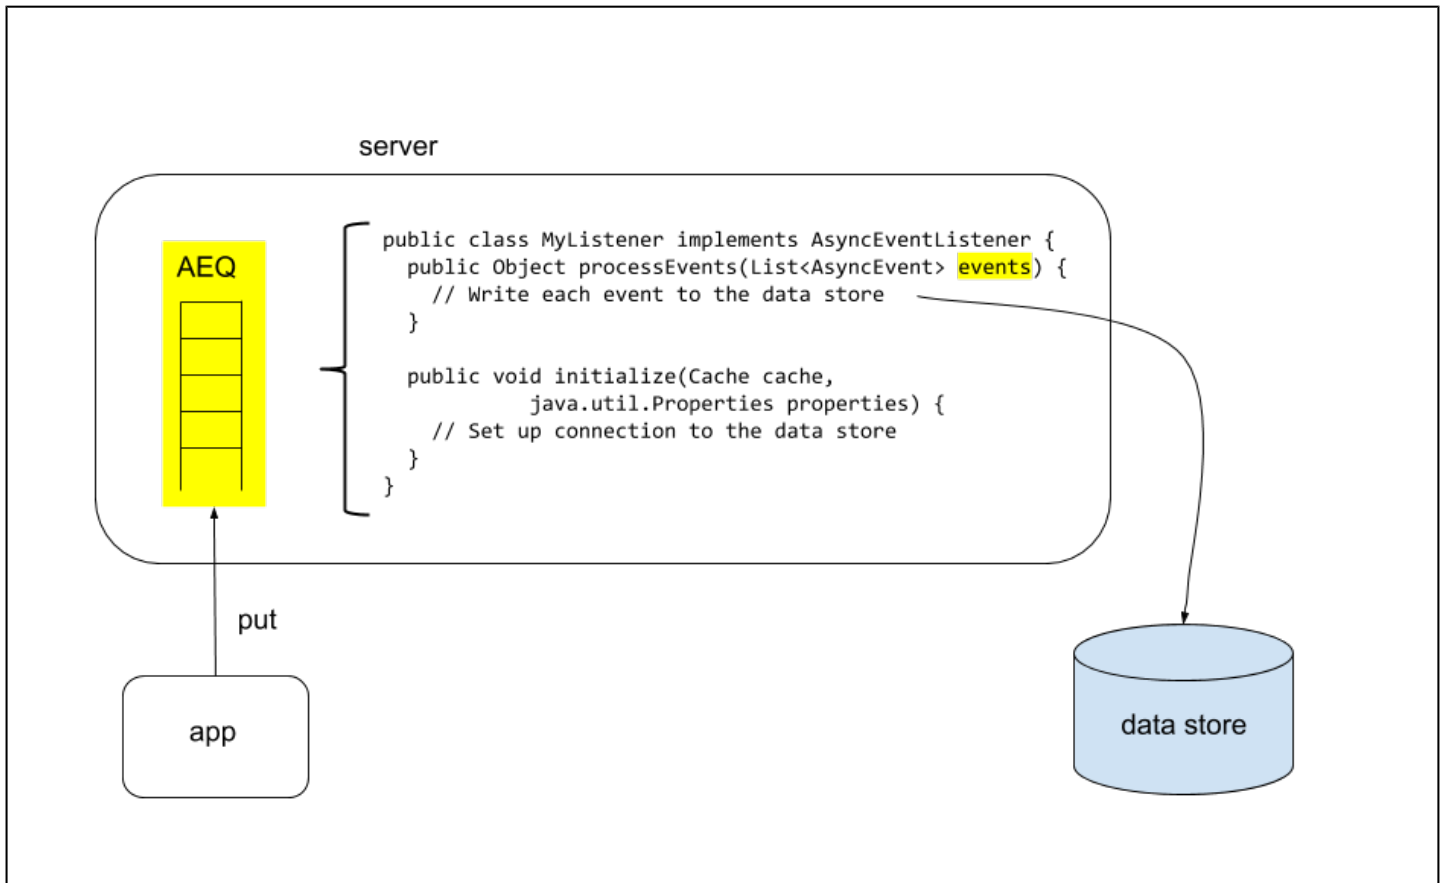 server
AEQ
public class MyListener implements AsyncEventListener {
public Object processEvents(List<AsyncEvent> events) {
// Write each event to the data store
}
public void initialize(Cache cache,
java.util.Properties properties) {
// Set up connection to the data store
}
}
put
app
data store